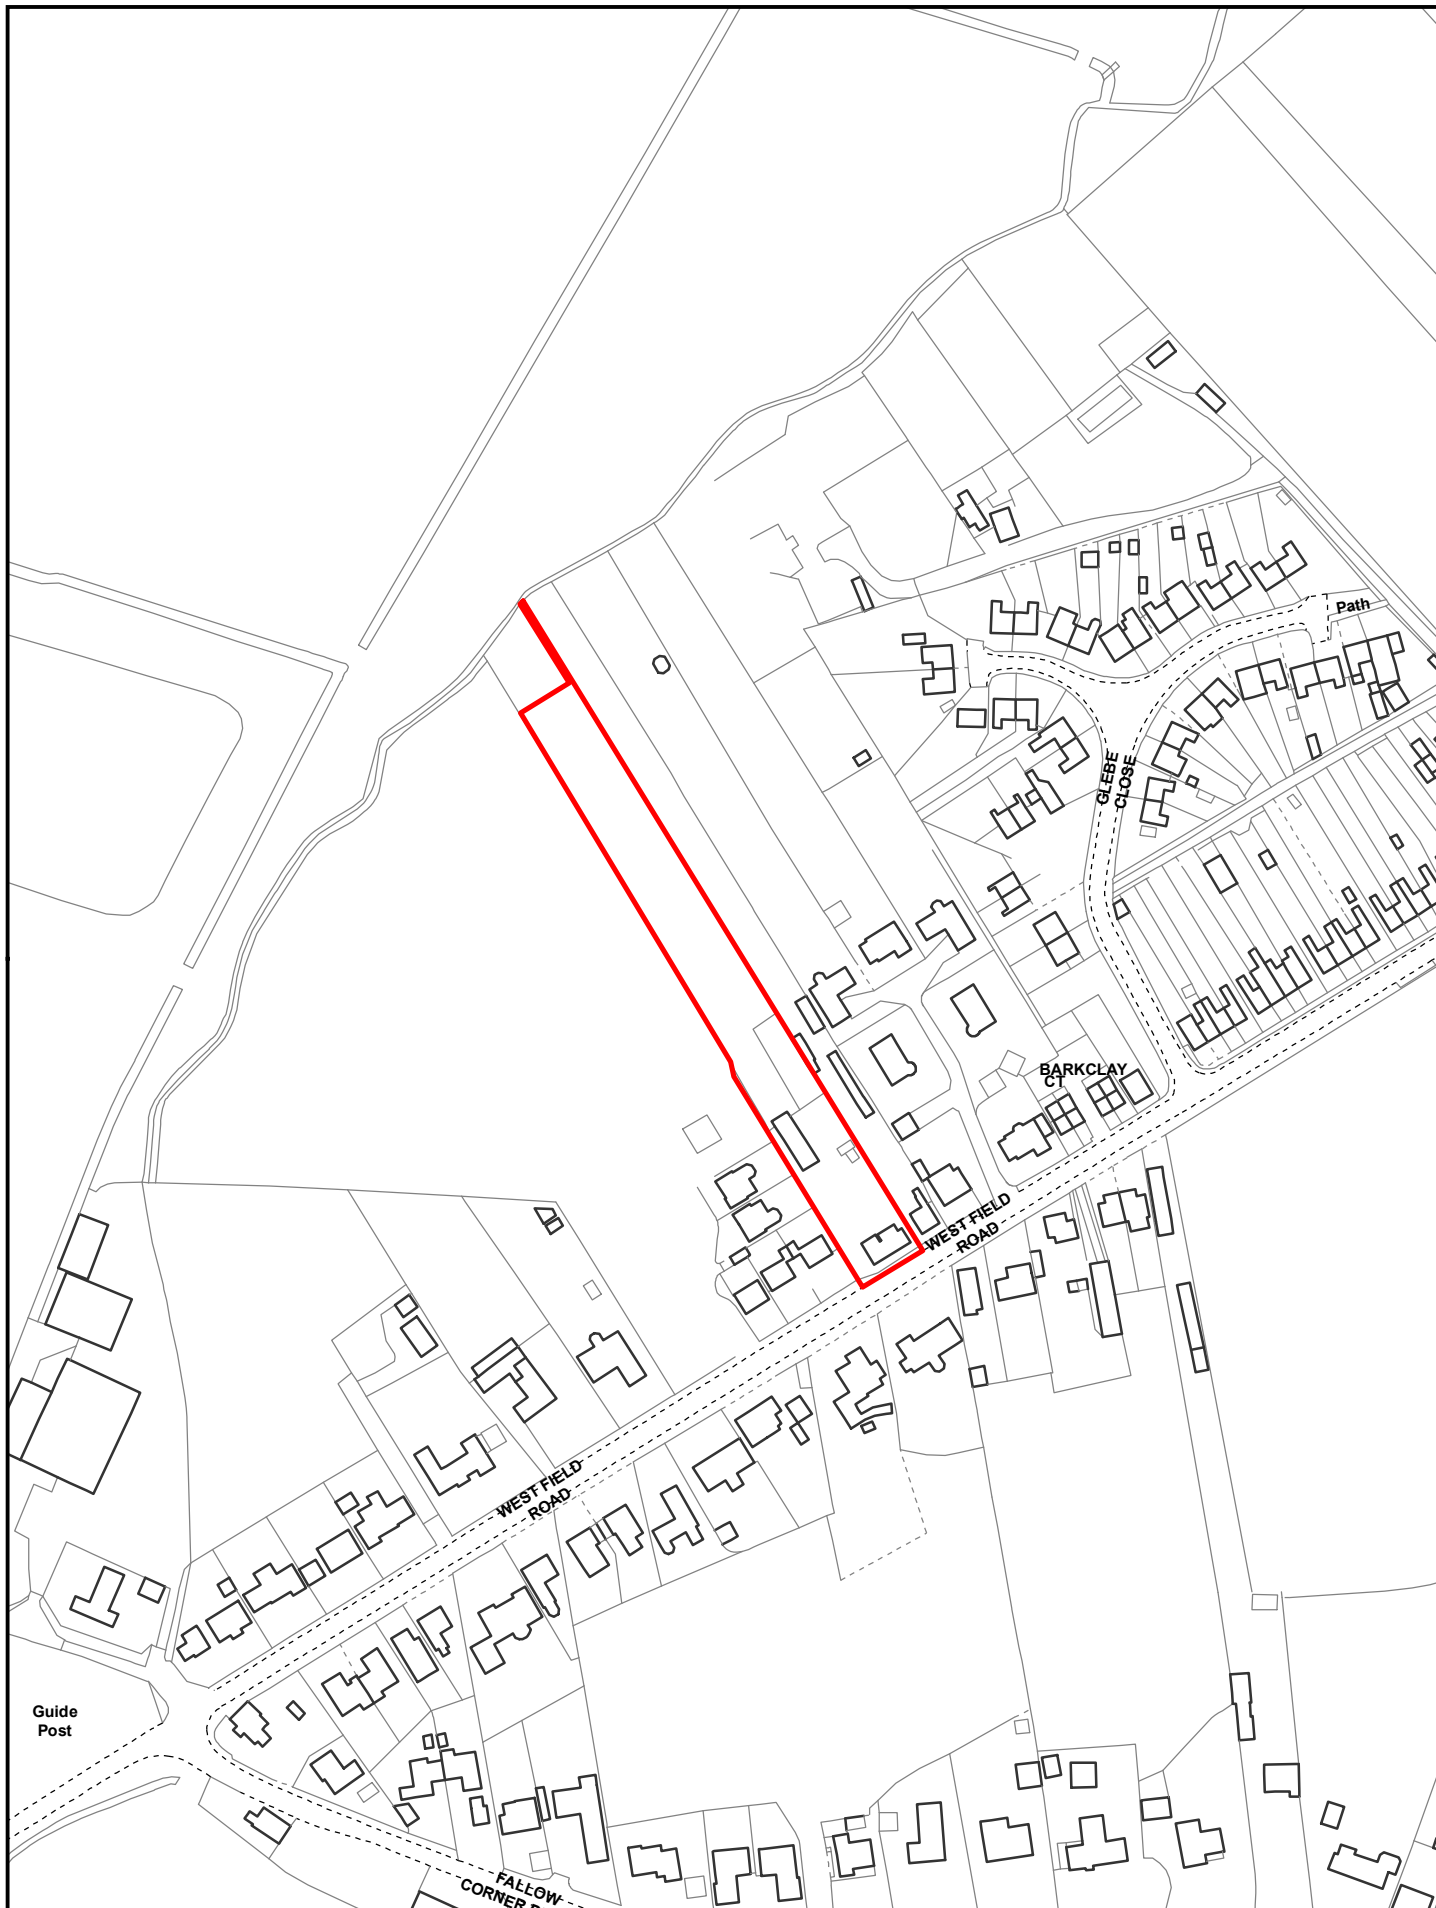 Path
GLEBE
CLOSE
BARKCLAY
CT
WEST FIELD
ROAD
WEST FIELD
ROAD
Guide
Post
FALLOW
CORNER